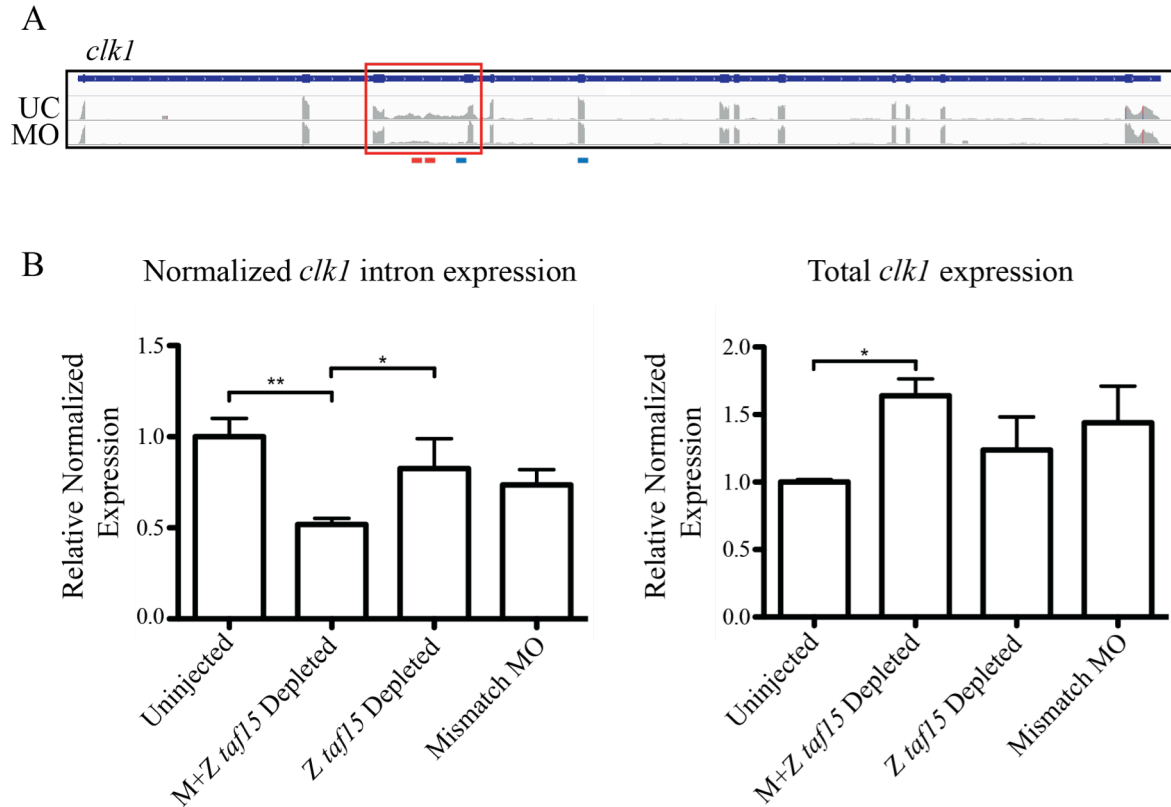 A
clk1
UC
MO
B
Normalized clk1 intron expression
Relative Normalized
Expression
1.5
1.0
0.5
0.0
**
*
Uninjected
M+Z taf15 Depleted
Z taf15 Depleted
Mismatch MO
Total clk1 expression
Relative Normalized
Expression
2.0
1.5
1.0
0.5
0.0
*
Uninjected
M+Z taf15 Depleted
Z taf15 Depleted
Mismatch MO